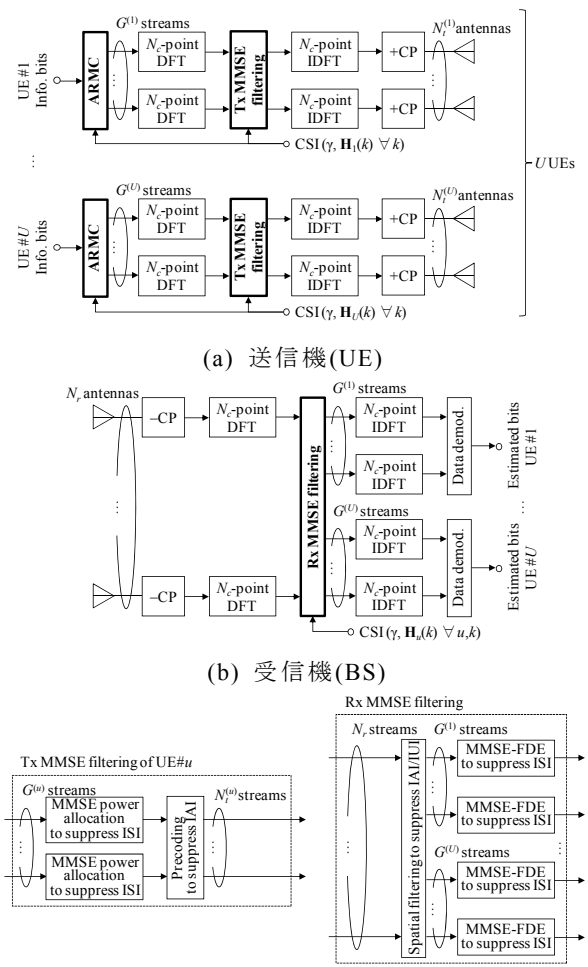 G(1) streams
Nt(1) antennas
UE #1
Info. bits
ARMC
Nc-point
DFT
Tx MMSE
filtering
Nc-point
IDFT
+CP
...
Nc-point
DFT
Nc-point
IDFT
+CP
CSI (γ, H1(k) ∀ k)
...
U UEs
G(U) streams
Nt(U) antennas
UE #U
Info. bits
ARMC
Nc-point
DFT
Tx MMSE
filtering
Nc-point
IDFT
+CP
...
Nc-point
DFT
Nc-point
IDFT
+CP
CSI (γ, HU(k) ∀ k)
(a) 送信機(UE)
Nr antennas
–CP
Nc-point
DFT
Rx MMSE filtering
G(1) streams
Nc-point
IDFT
Data demod.
Estimated bits
UE #1
...
Nc-point
IDFT
...
G(U) streams
Nc-point
IDFT
Data demod.
Estimated bits
UE #U
...
–CP
Nc-point
DFT
Nc-point
IDFT
CSI (γ, Hu(k) ∀ u,k)
(b) 受信機(BS)
Tx MMSE filtering of UE#u
G(u) streams
Nt(u) streams
MMSE power
allocation
to suppress ISI
Precoding
to suppress IAI
...
MMSE power
allocation
to suppress ISI
Rx MMSE filtering
Nr streams
G(1) streams
Spatial filtering to suppress IAI/IUI
MMSE-FDE
to suppress ISI
...
MMSE-FDE
to suppress ISI
G(U) streams
MMSE-FDE
to suppress ISI
...
MMSE-FDE
to suppress ISI